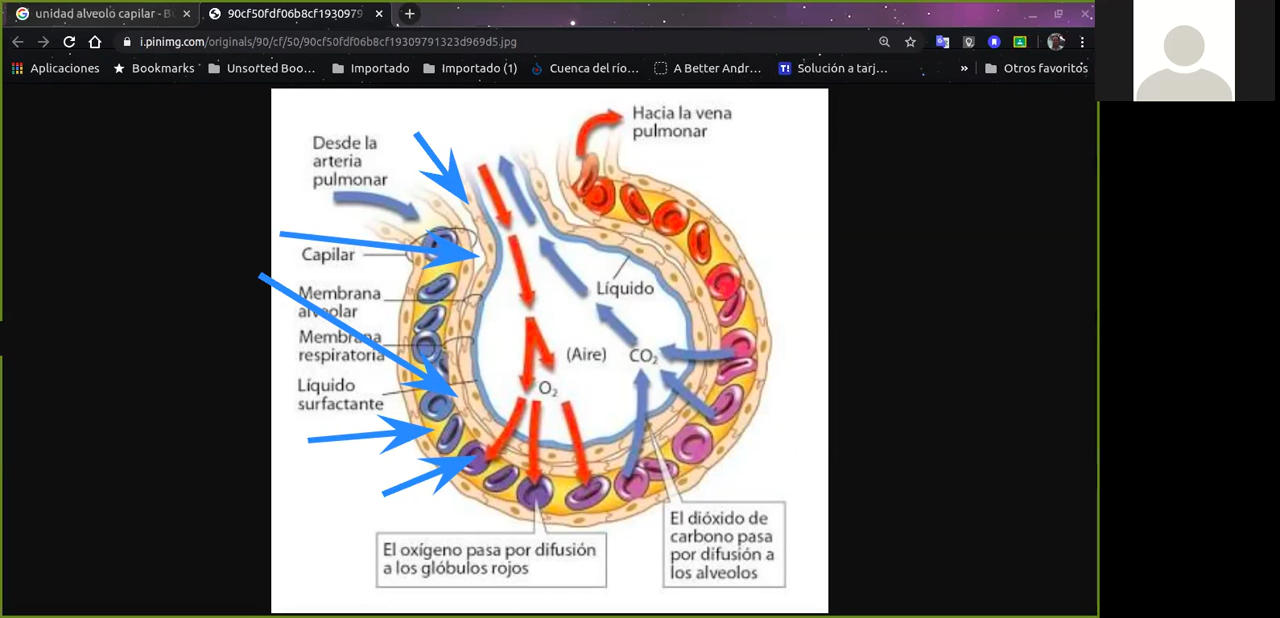 unidad alveolo capilar - B
90cf50fdf06b8cf1930979
i.pinimg.com/originals/90/cf/50/90cf50fdf06b8cf19309791323d969d5.jpg
Aplicaciones
Bookmarks
Unsorted Boo...
Importado
Importado (1)
Cuenca del río...
A Better Andr...
T!
Solución a tarj...
»
Otros favoritos
Desde la
arteria
pulmonar
Hacia la vena
pulmonar
Capilar
Membrana
alveolar
Membrana
respiratoria
Líquido
surfactante
Líquido
(Aire)
CO₂
O₂
El oxígeno pasa por difusión
a los glóbulos rojos
El dióxido de
carbono pasa
por difusión a
los alveolos